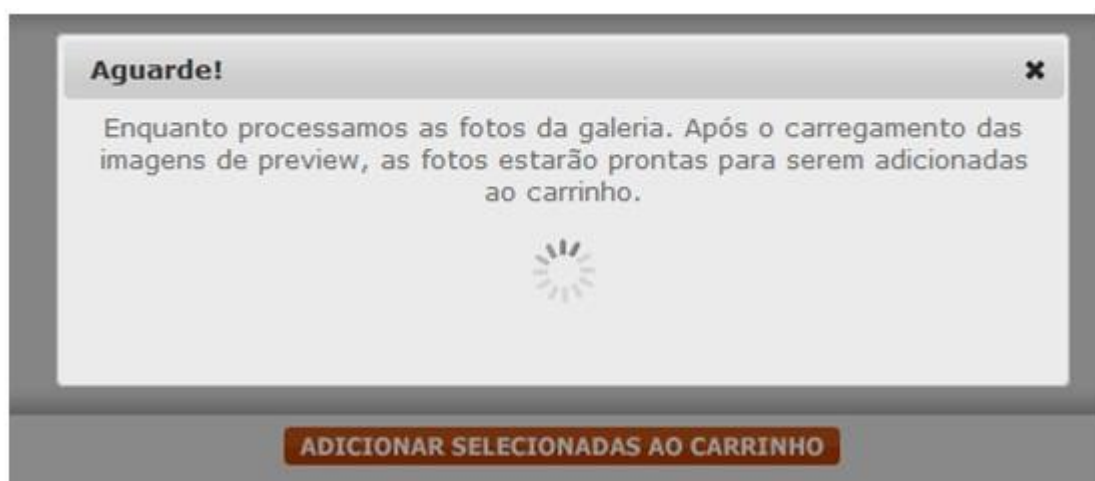 Aguarde!
Enquanto processamos as fotos da galeria. Após o carregamento das
imagens de preview, as fotos estarão prontas para serem adicionadas
ao carrinho.
ADICIONAR SELECIONADAS AO CARRINHO